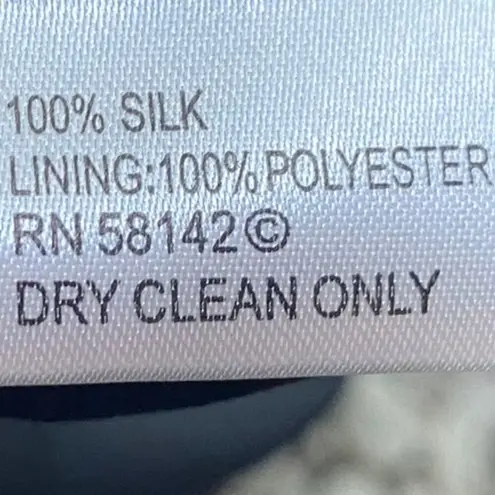 100% SILK
LINING:100% POLYESTER
RN 58142©
DRY CLEAN ONLY